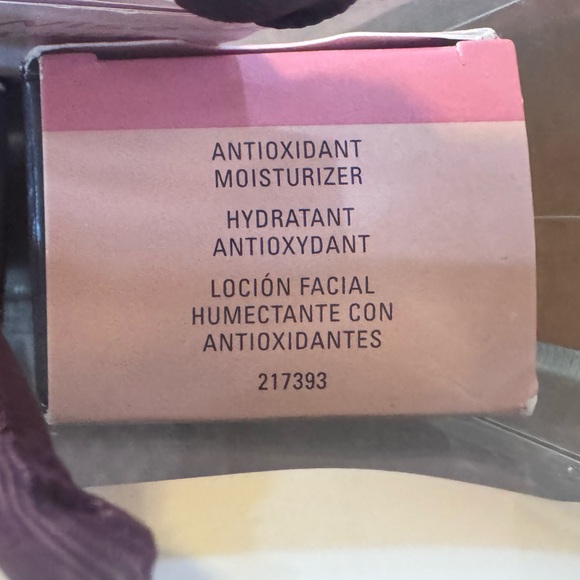 ANTIOXIDANT
MOISTURIZER
HYDRATANT
ANTIOXYDANT
LOCIÓN FACIAL
HUMECTANTE CON
ANTIOXIDANTES
217393